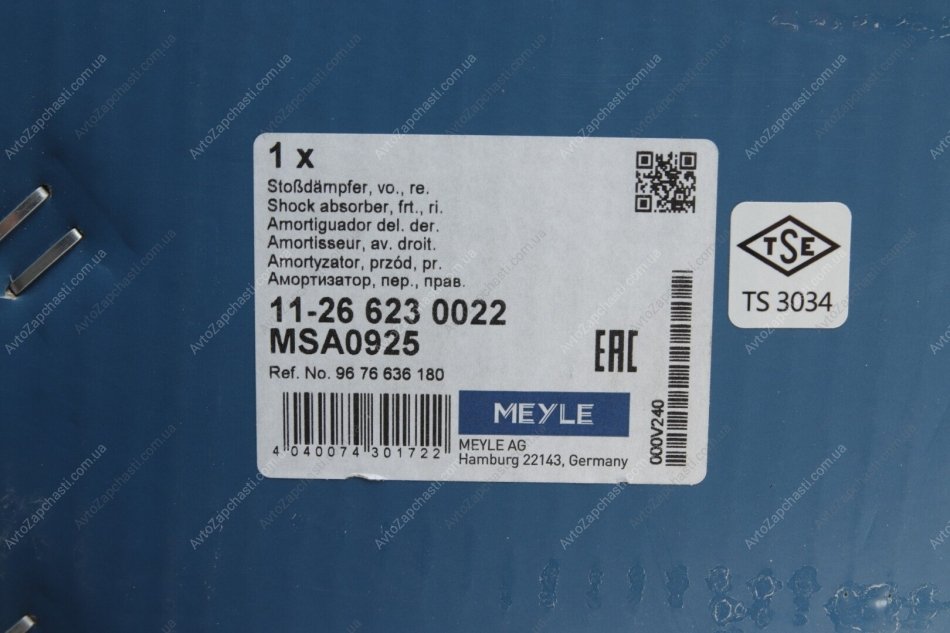 1 x
Stoßdämpfer, vo., re.
Shock absorber, frt., ri.
Amortiguador del. der.
Amortisseur, av. droit.
Amortyzator, przód, pr.
Амортизатор, пер., прав.
11-26 623 0022
MSA0925
Ref. No. 96 76 636 180
EAC
4 040074 301722
MEYLE
MEYLE AG
Hamburg 22143, Germany
000V240
TSE
TS 3034
AvtoZapchasti.com.ua